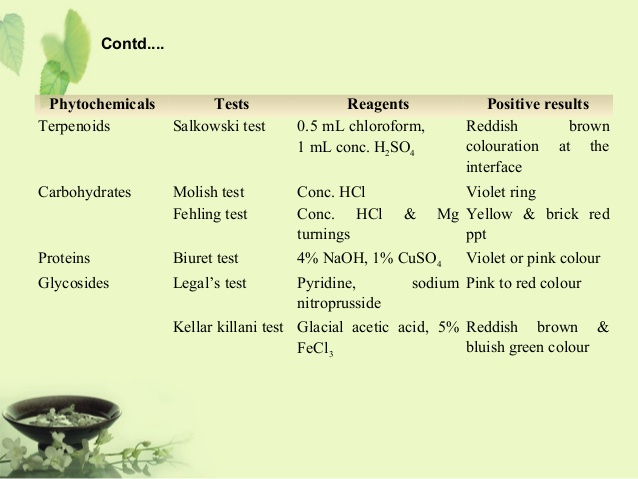 Contd....
Phytochemicals Tests Reagents Positive results
Terpenoids Salkowski test 0.5 mL chloroform, Reddish brown
1 mL conc. H₂SO₄ colouration at the
interface
Carbohydrates Molish test Conc. HCl Violet ring
Fehling test Conc. HCl & Mg Yellow & brick red
turnings ppt
Proteins Biuret test 4% NaOH, 1% CuSO₄ Violet or pink colour
Glycosides Legal's test Pyridine, sodium Pink to red colour
nitroprusside
Kellar killani test Glacial acetic acid, 5% Reddish brown &
FeCl₃ bluish green colour